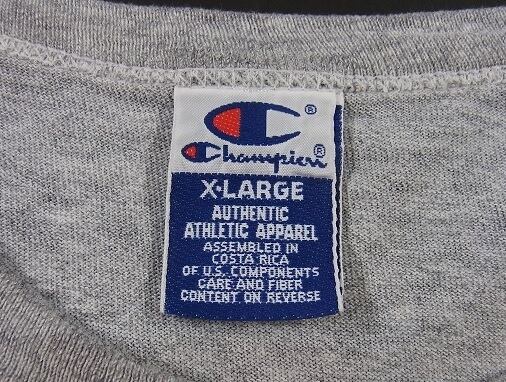 ®
Champion®
X-LARGE
AUTHENTIC
ATHLETIC APPAREL
ASSEMBLED IN
COSTA RICA
OF U.S. COMPONENTS
CARE AND FIBER
CONTENT ON REVERSE